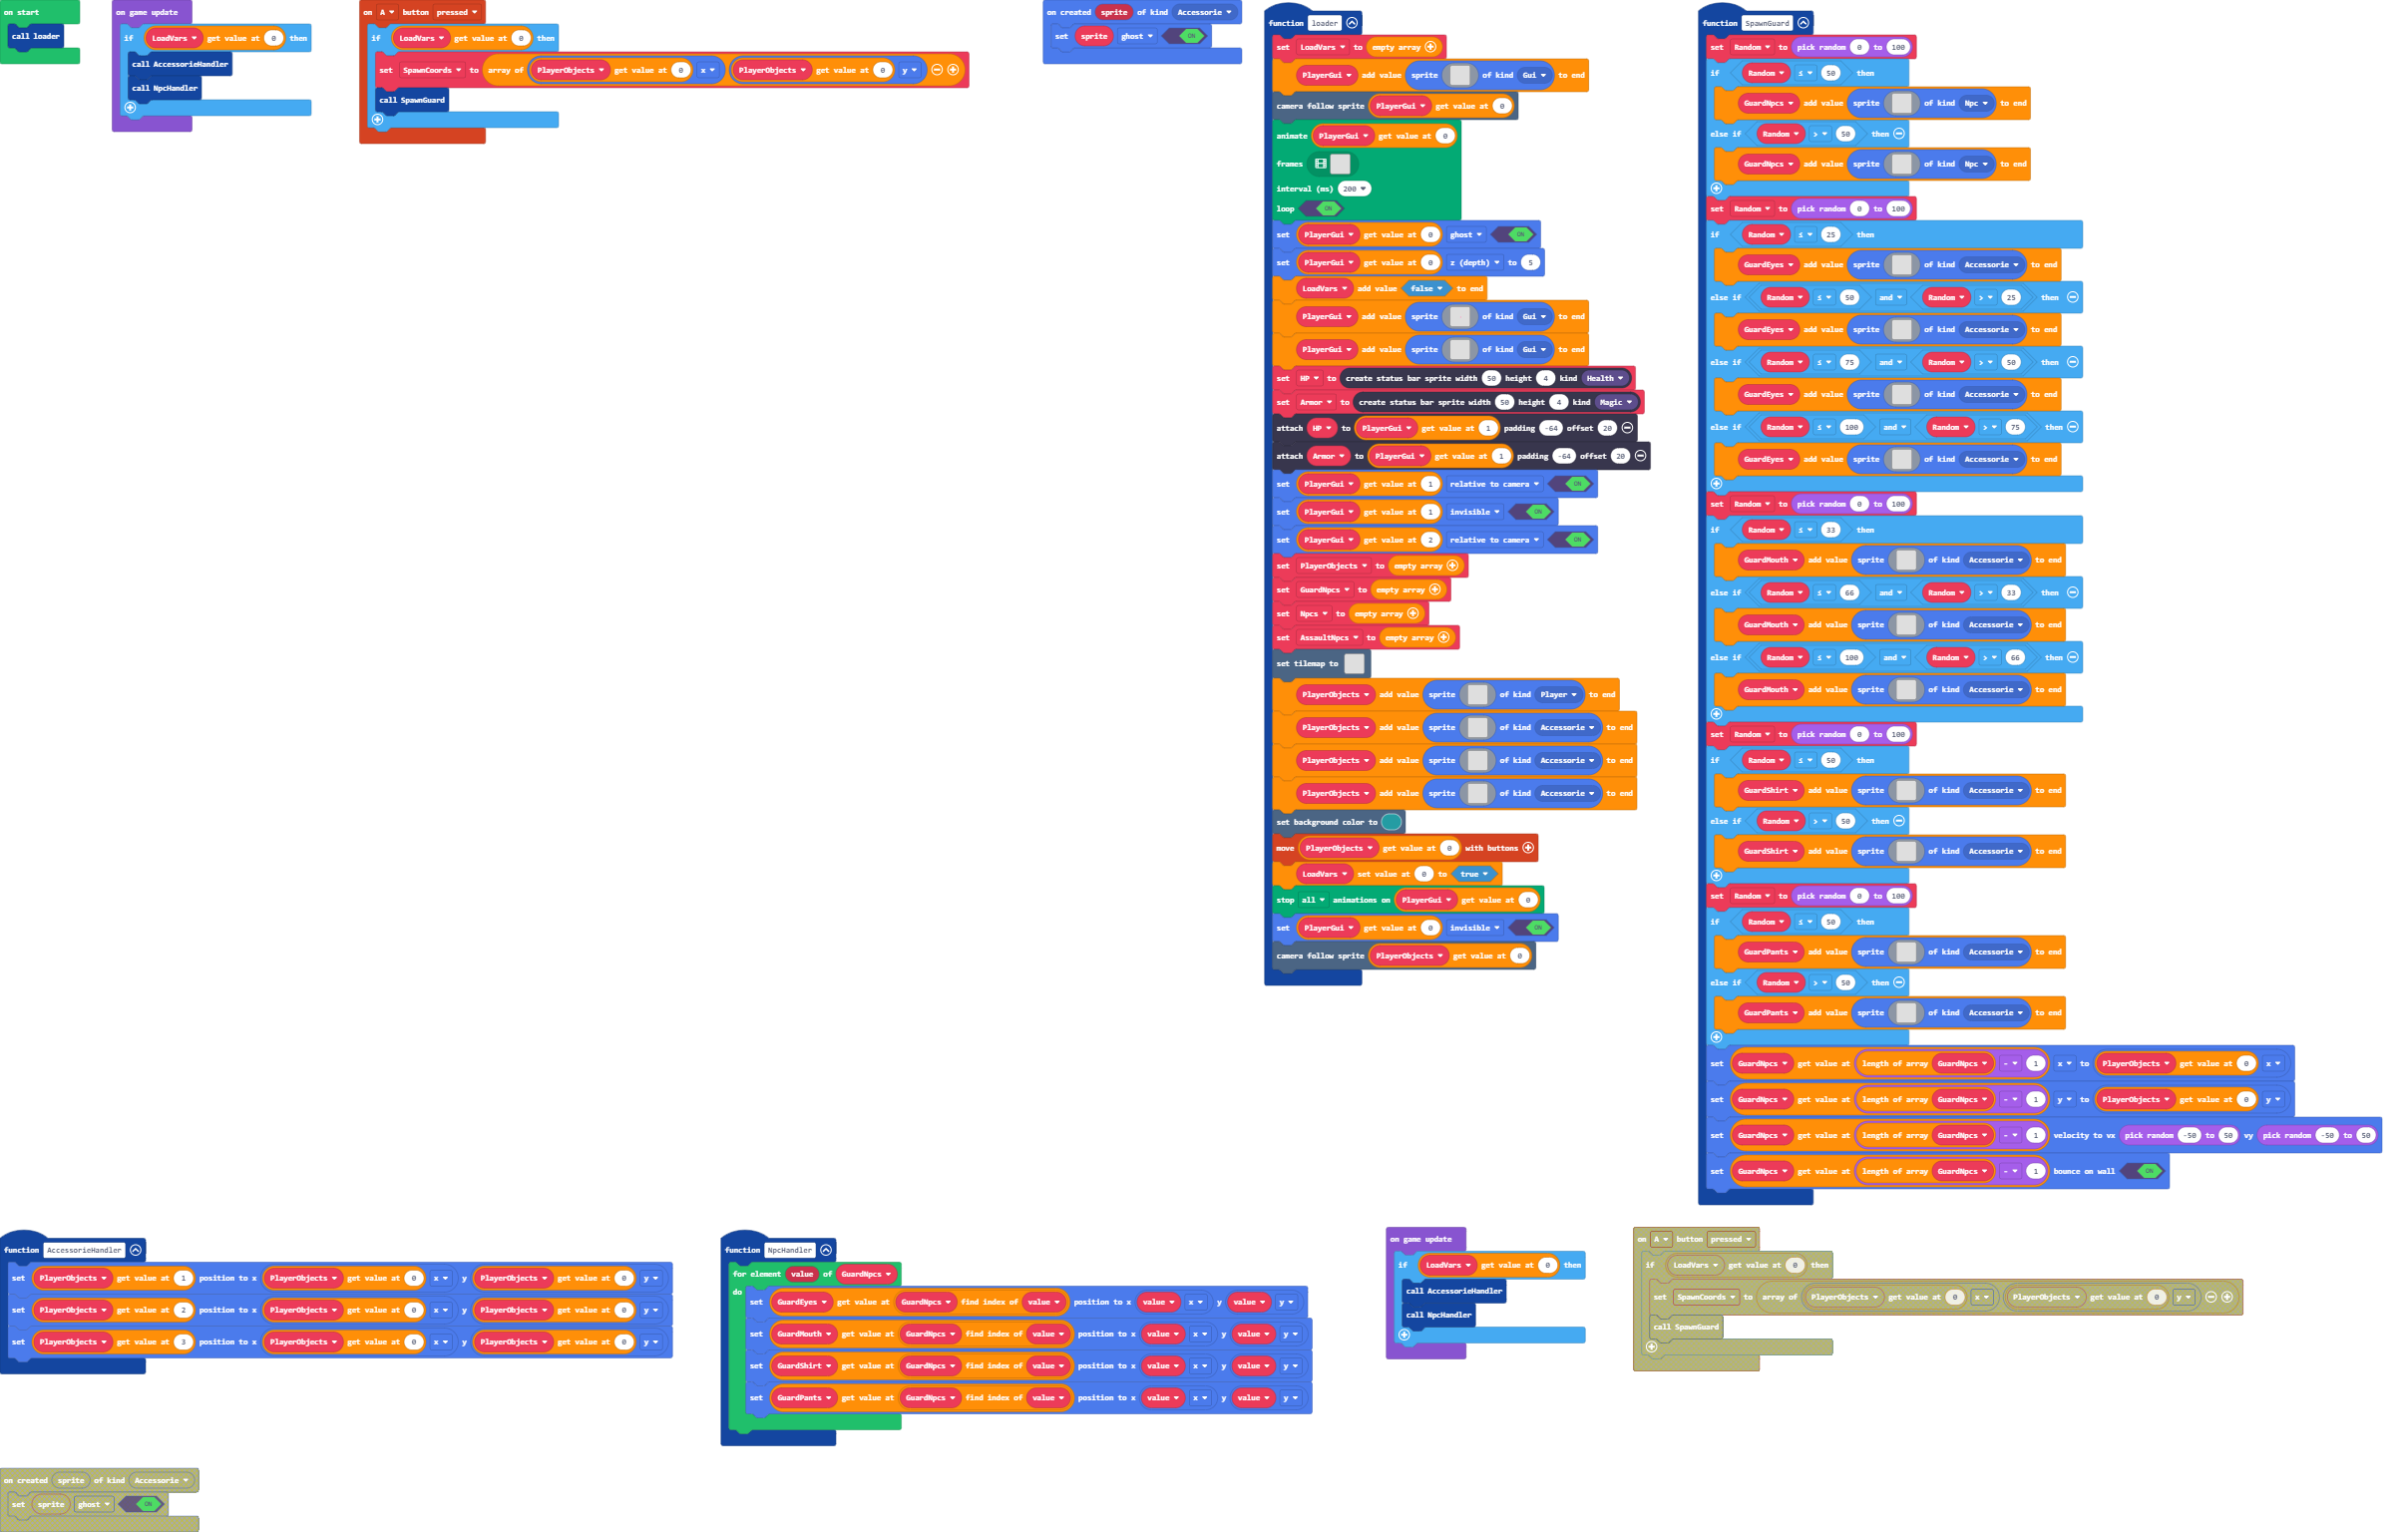 on start
call loader
on game update
if LoadVars get value at 0 then
call AccessorieHandler
call NpcHandler
on A button pressed
if LoadVars get value at 0 then
set SpawnCoords to array of PlayerObjects get value at 0 x PlayerObjects get value at 0 y
call SpawnGuard
on created sprite of kind Accessorie
set sprite ghost ON
function loader
set LoadVars to empty array
PlayerGui add value sprite of kind Gui to end
camera follow sprite PlayerGui get value at 0
animate PlayerGui get value at 0
frames
interval (ms) 200
loop ON
set PlayerGui get value at 0 ghost ON
set PlayerGui get value at 0 z (depth) to 5
LoadVars add value false to end
PlayerGui add value sprite of kind Gui to end
PlayerGui add value sprite of kind Gui to end
set HP to create status bar sprite width 50 height 4 kind Health
set Armor to create status bar sprite width 50 height 4 kind Magic
attach HP to PlayerGui get value at 1 padding -64 offset 20
attach Armor to PlayerGui get value at 1 padding -64 offset 20
set PlayerGui get value at 1 relative to camera ON
set PlayerGui get value at 1 invisible ON
set PlayerGui get value at 2 relative to camera ON
set PlayerObjects to empty array
set GuardNpcs to empty array
set Npcs to empty array
set AssaultNpcs to empty array
set tilemap to
PlayerObjects add value sprite of kind Player to end
PlayerObjects add value sprite of kind Accessorie to end
PlayerObjects add value sprite of kind Accessorie to end
PlayerObjects add value sprite of kind Accessorie to end
set background color to
move PlayerObjects get value at 0 with buttons
LoadVars set value at 0 to true
stop all animations on PlayerGui get value at 0
set PlayerGui get value at 0 invisible ON
camera follow sprite PlayerObjects get value at 0
function SpawnGuard
set Random to pick random 0 to 100
if Random ≤ 50 then
GuardNpcs add value sprite of kind Npc to end
else if Random > 50 then
GuardNpcs add value sprite of kind Npc to end
set Random to pick random 0 to 100
if Random ≤ 25 then
GuardEyes add value sprite of kind Accessorie to end
else if Random ≤ 50 and Random > 25 then
GuardEyes add value sprite of kind Accessorie to end
else if Random ≤ 75 and Random > 50 then
GuardEyes add value sprite of kind Accessorie to end
else if Random ≤ 100 and Random > 75 then
GuardEyes add value sprite of kind Accessorie to end
set Random to pick random 0 to 100
if Random ≤ 33 then
GuardMouth add value sprite of kind Accessorie to end
else if Random ≤ 66 and Random > 33 then
GuardMouth add value sprite of kind Accessorie to end
else if Random ≤ 100 and Random > 66 then
GuardMouth add value sprite of kind Accessorie to end
set Random to pick random 0 to 100
if Random ≤ 50 then
GuardShirt add value sprite of kind Accessorie to end
else if Random > 50 then
GuardShirt add value sprite of kind Accessorie to end
set Random to pick random 0 to 100
if Random ≤ 50 then
GuardPants add value sprite of kind Accessorie to end
else if Random > 50 then
GuardPants add value sprite of kind Accessorie to end
set GuardNpcs get value at length of array GuardNpcs - 1 x to PlayerObjects get value at 0 x
set GuardNpcs get value at length of array GuardNpcs - 1 y to PlayerObjects get value at 0 y
set GuardNpcs get value at length of array GuardNpcs - 1 velocity to vx pick random -50 to 50 vy pick random -50 to 50
set GuardNpcs get value at length of array GuardNpcs - 1 bounce on wall ON
function AccessorieHandler
set PlayerObjects get value at 1 position to x PlayerObjects get value at 0 x y PlayerObjects get value at 0 y
set PlayerObjects get value at 2 position to x PlayerObjects get value at 0 x y PlayerObjects get value at 0 y
set PlayerObjects get value at 3 position to x PlayerObjects get value at 0 x y PlayerObjects get value at 0 y
function NpcHandler
for element value of GuardNpcs
do
set GuardEyes get value at GuardNpcs find index of value position to x value x y value y
set GuardMouth get value at GuardNpcs find index of value position to x value x y value y
set GuardShirt get value at GuardNpcs find index of value position to x value x y value y
set GuardPants get value at GuardNpcs find index of value position to x value x y value y
on game update
if LoadVars get value at 0 then
call AccessorieHandler
call NpcHandler
on A button pressed
if LoadVars get value at 0 then
set SpawnCoords to array of PlayerObjects get value at 0 x PlayerObjects get value at 0 y
call SpawnGuard
on created sprite of kind Accessorie
set sprite ghost ON